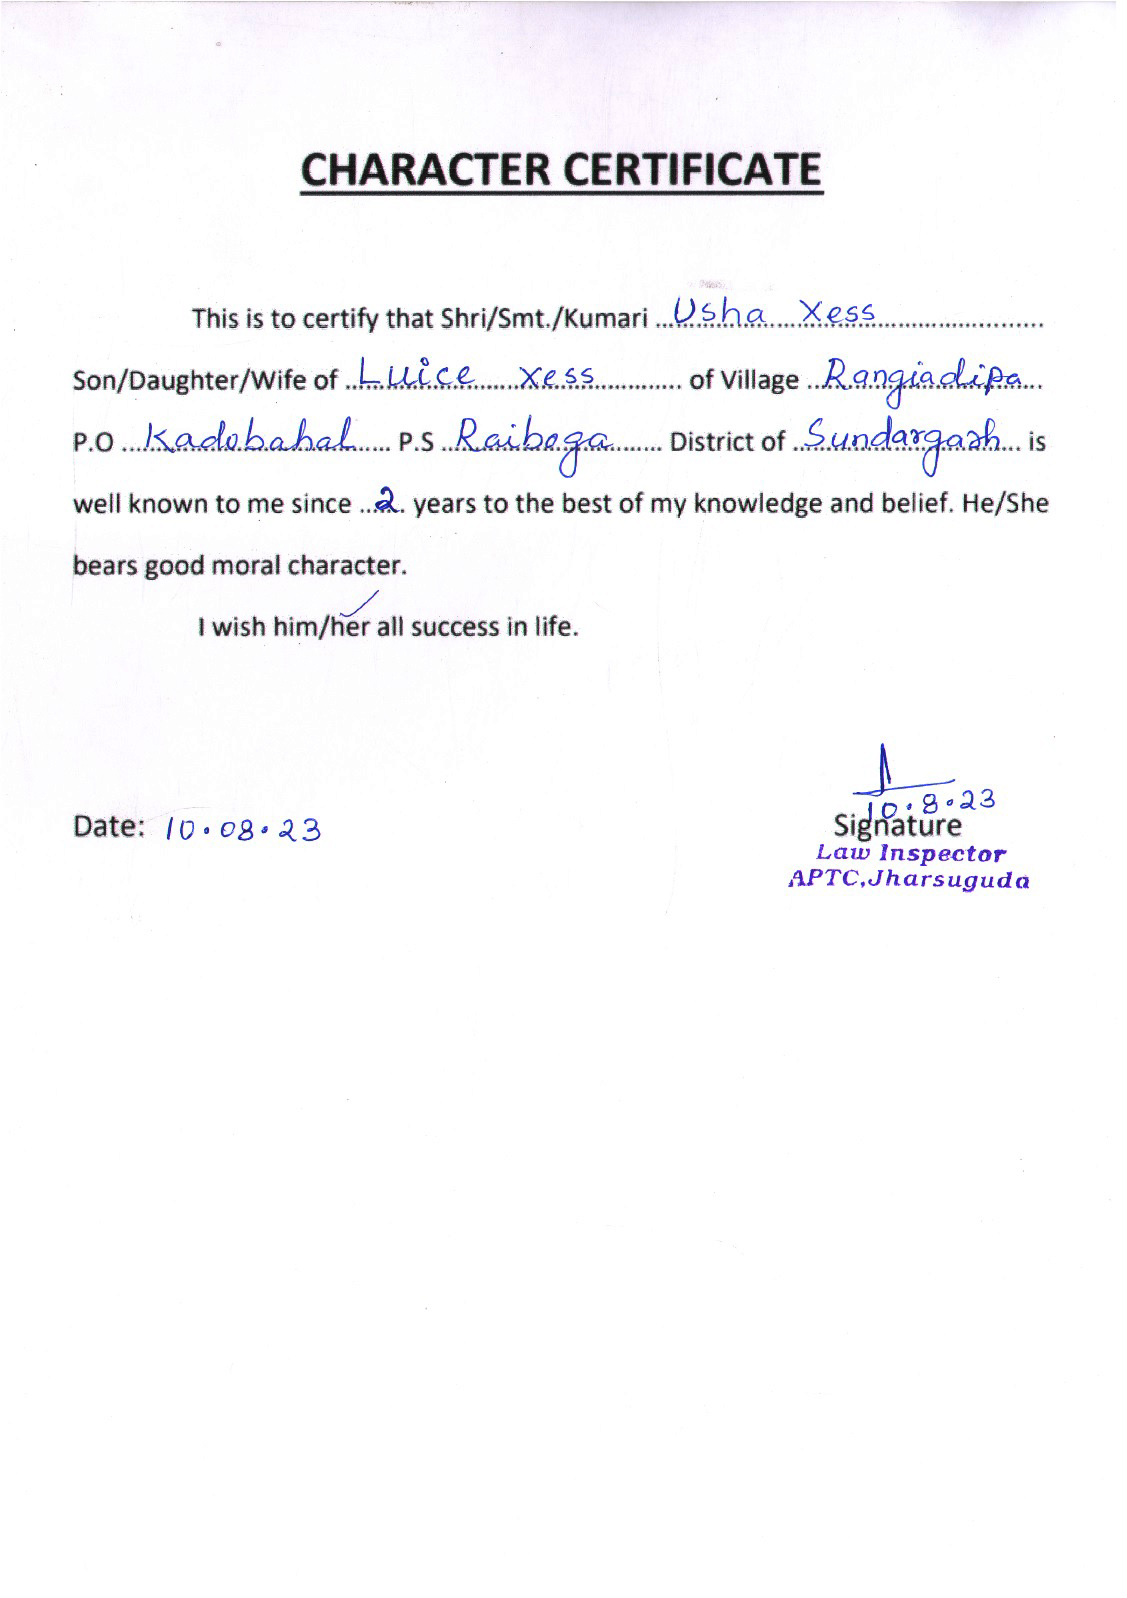 CHARACTER CERTIFICATE
This is to certify that Shri/Smt./Kumari ...Usha Xess...
Son/Daughter/Wife of ...Luice Xess... of Village ...Rangiadipa...
P.O ...Kadobahal... P.S ...Raiboga... District of ...Sundargarh... is
well known to me since ...2... years to the best of my knowledge and belief. He/She
bears good moral character.
I wish him/her all success in life.
10.8.23
Date: 10.08.23 Signature
Law Inspector
APTC,Jharsuguda